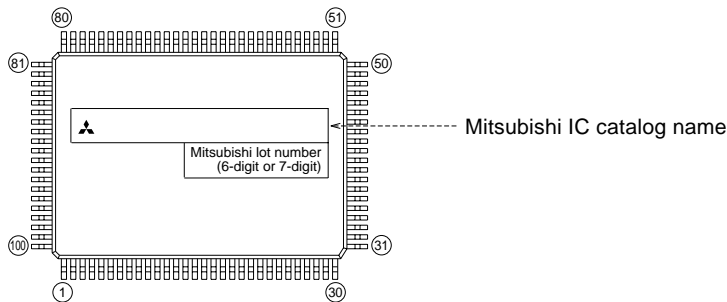 80 51
81 50
Mitsubishi IC catalog name
Mitsubishi lot number
(6-digit or 7-digit)
100 31
1 30